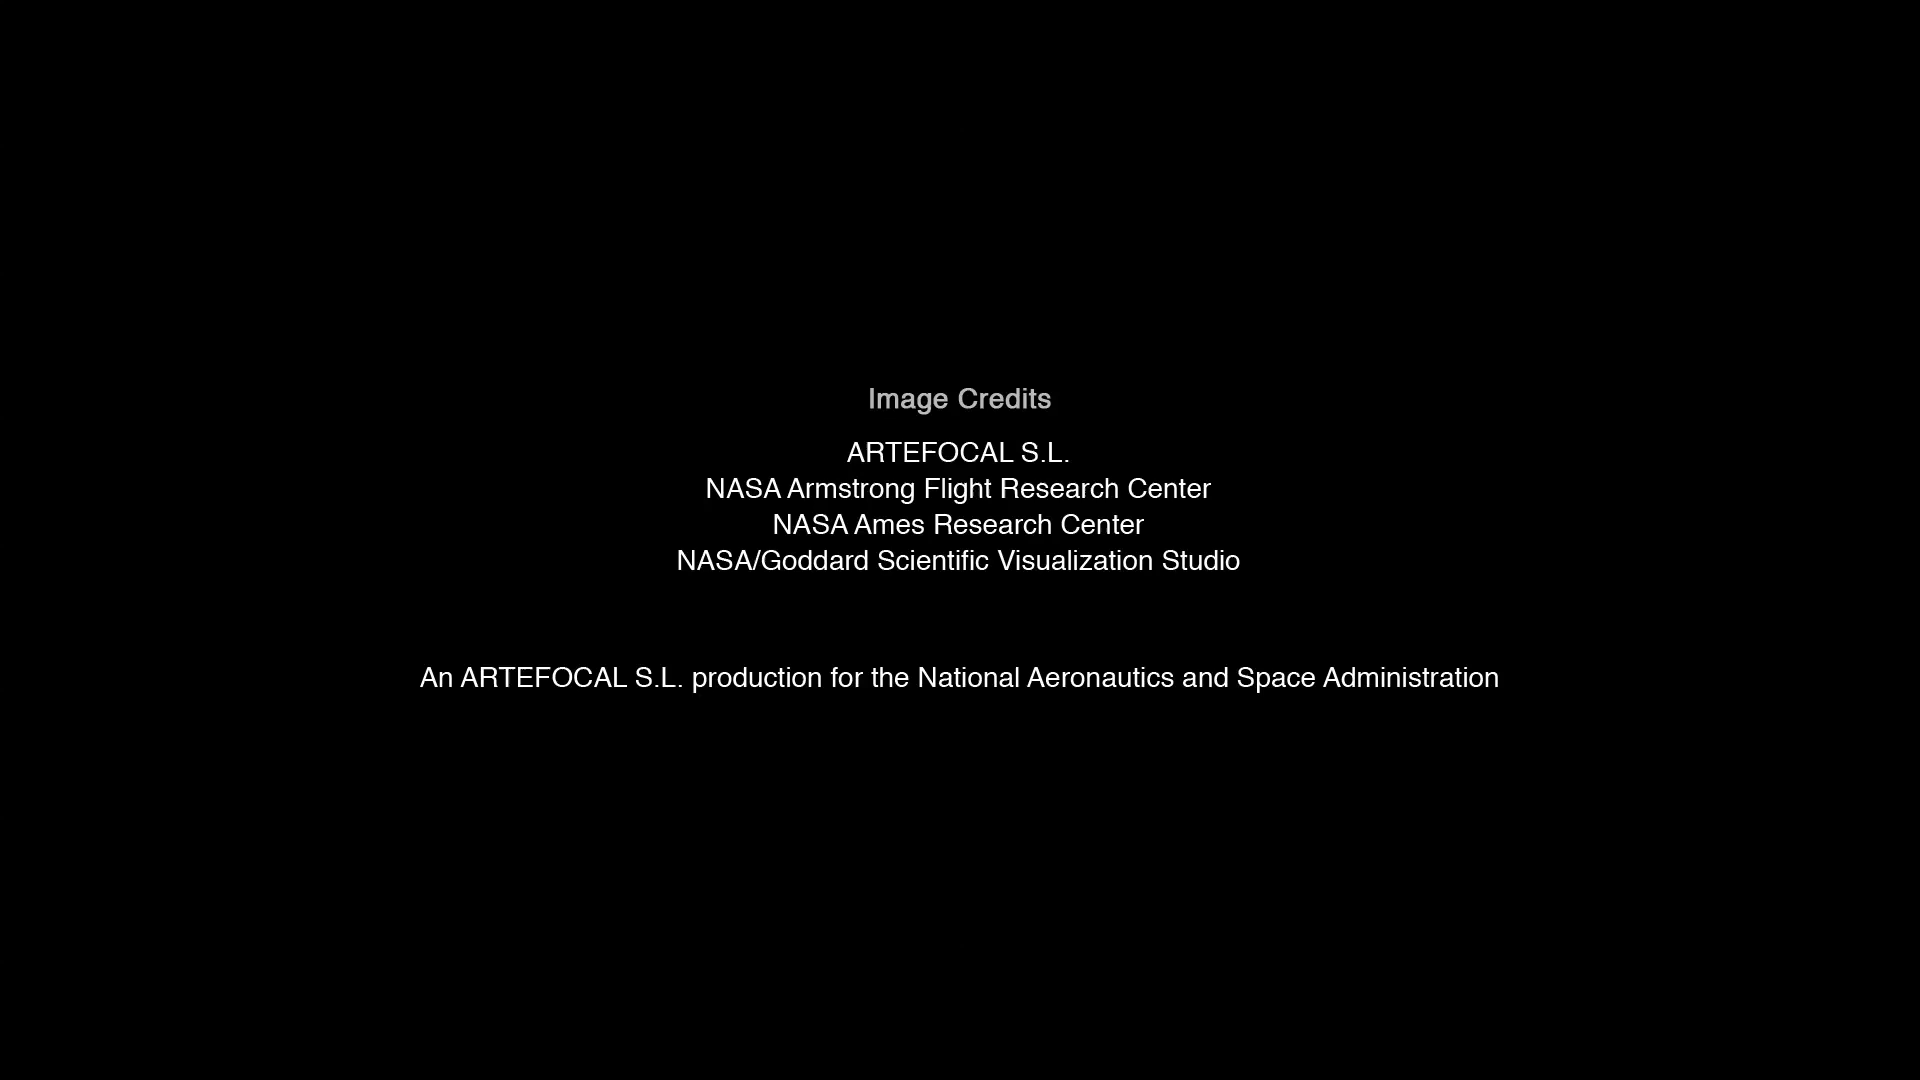 Image Credits
ARTEFOCAL S.L.
NASA Armstrong Flight Research Center
NASA Ames Research Center
NASA/Goddard Scientific Visualization Studio
An ARTEFOCAL S.L. production for the National Aeronautics and Space Administration